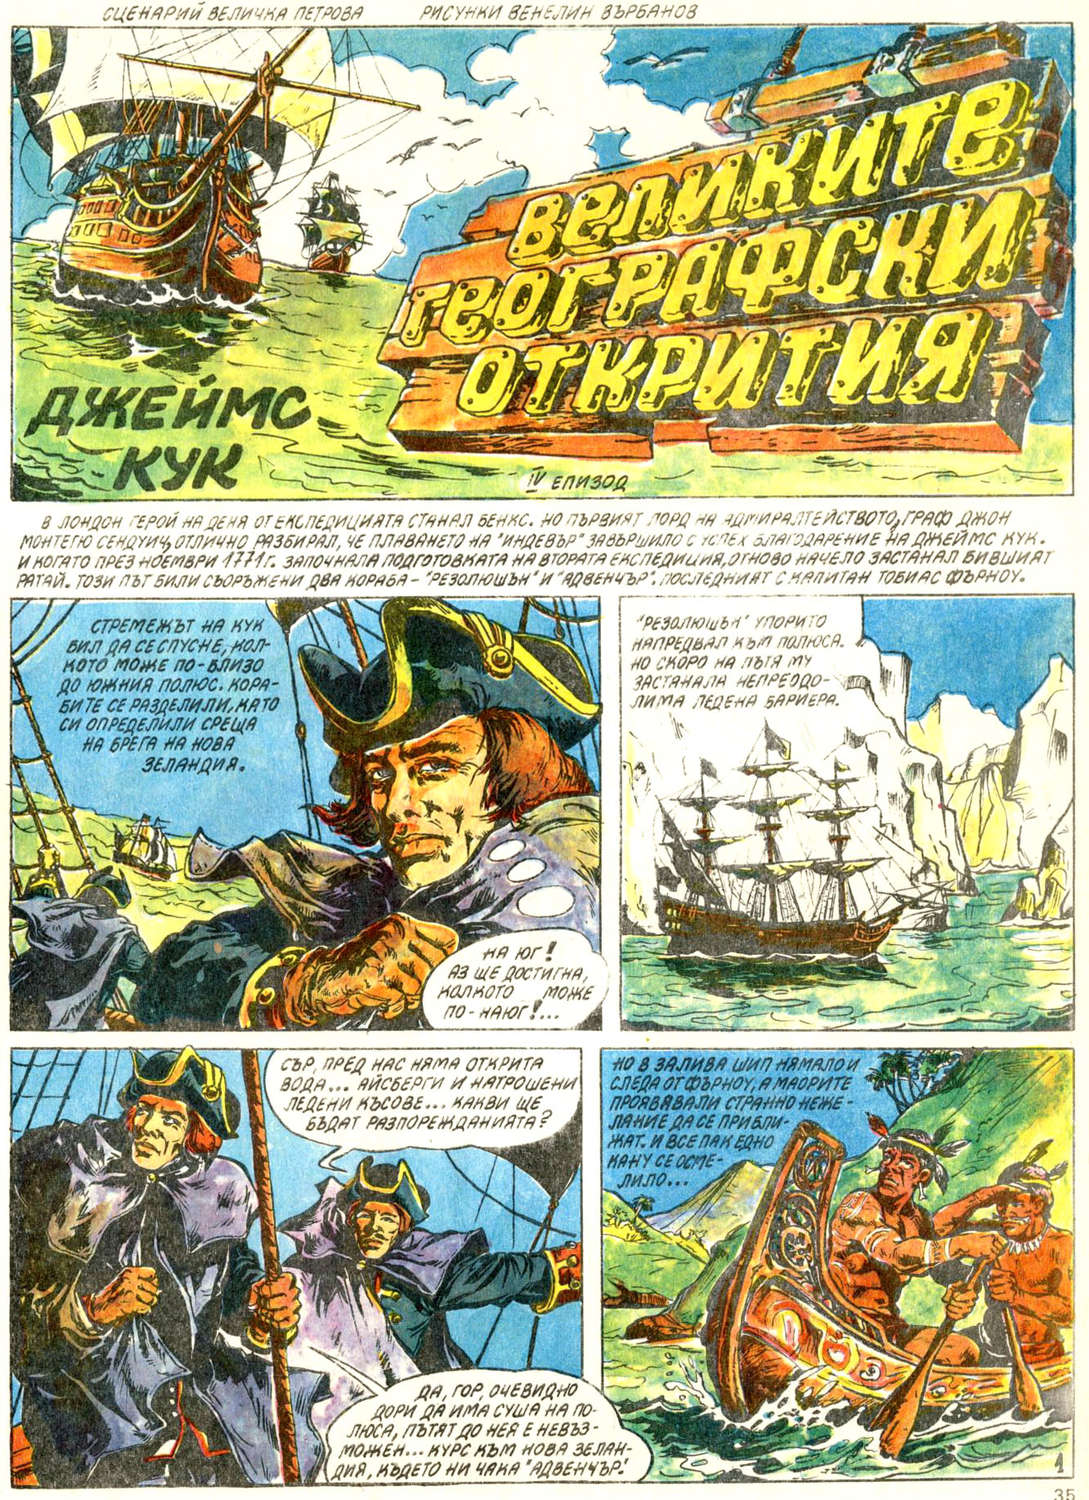 СЦЕНАРИЙ ВЕЛИЧКА ПЕТРОВА РИСУНКИ ВЕНЕЛИН ВЪРБАНОВ
ВЕЛИКИТЕ
ГЕОГРАФСКИ
ОТКРИТИЯ
ДЖЕЙМС
КУК
IV ЕПИЗОД
В ЛОНДОН ГЕРОЙ НА ДЕНЯ ОТ ЕКСПЕДИЦИЯТА СТАНАЛ БЕНКС. НО ПЪРВИЯТ ЛОРД НА АДМИРАЛТЕЙСТВОТО, ГРАФ ДЖОН
МОНТЕГЮ СЕНДУИЧ, ОТЛИЧНО РАЗБИРАЛ, ЧЕ ПЛАВАНЕТО НА "ИНДЕВЪР" ЗАВЪРШИЛО С УСПЕХ БЛАГОДАРЕНИЕ НА ДЖЕЙМС КУК.
И КОГАТО ПРЕЗ НОЕМВРИ 1771 Г. ЗАПОЧНАЛА ПОДГОТОВКАТА НА ВТОРАТА ЕКСПЕДИЦИЯ, ОТНОВО НАЧЕЛО ЗАСТАНАЛ БИВШИЯТ
РАТАЙ. ТОЗИ ПЪТ БИЛИ СЪОРЪЖЕНИ ДВА КОРАБА - "РЕЗОЛЮШЪН" И "АДВЕНЧЪР". ПОСЛЕДНИЯТ С КАПИТАН ТОБИАС ФЪРНОУ.
СТРЕМЕЖЪТ НА КУК
БИЛ ДА СЕ СПУСНЕ, КОЛ-
КОТО МОЖЕ ПО-БЛИЗО
ДО ЮЖНИЯ ПОЛЮС. КОРА-
БИТЕ СЕ РАЗДЕЛИЛИ, КАТО
СИ ОПРЕДЕЛИЛИ СРЕЩА
НА БРЕГА НА НОВА
ЗЕЛАНДИЯ.
НА ЮГ!
АЗ ЩЕ ДОСТИГНА,
КОЛКОТО МОЖЕ
ПО-НАЮГ!...
"РЕЗОЛЮШЪН" УПОРИТО
НАПРЕДВАЛ КЪМ ПОЛЮСА.
НО СКОРО НА ПЪТЯ МУ
ЗАСТАНАЛА НЕПРЕОДО-
ЛИМА ЛЕДЕНА БАРИЕРА.
СЪР, ПРЕД НАС НЯМА ОТКРИТА
ВОДА... АЙСБЕРГИ И НАТРОШЕНИ
ЛЕДЕНИ КЪСОВЕ... КАКВИ ЩЕ
БЪДАТ РАЗПОРЕЖДАНИЯТА?
ДА, ГОР, ОЧЕВИДНО
ДОРИ ДА ИМА СУША НА ПО-
ЛЮСА, ПЪТЯТ ДО НЕЯ Е НЕВЪЗ-
МОЖЕН... КУРС КЪМ НОВА ЗЕЛАН-
ДИЯ, КЪДЕТО НИ ЧАКА "АДВЕНЧЪР".
НО В ЗАЛИВА ШИП НЯМАЛО И
СЛЕДА ОТ ФЪРНОУ, А МАОРИТЕ
ПРОЯВЯВАЛИ СТРАННО НЕЖЕ-
ЛАНИЕ ДА СЕ ПРИБЛИ-
ЖАТ. И ВСЕ ПАК ЕДНО
КАНУ СЕ ОСМЕ-
ЛИЛО...
1
35